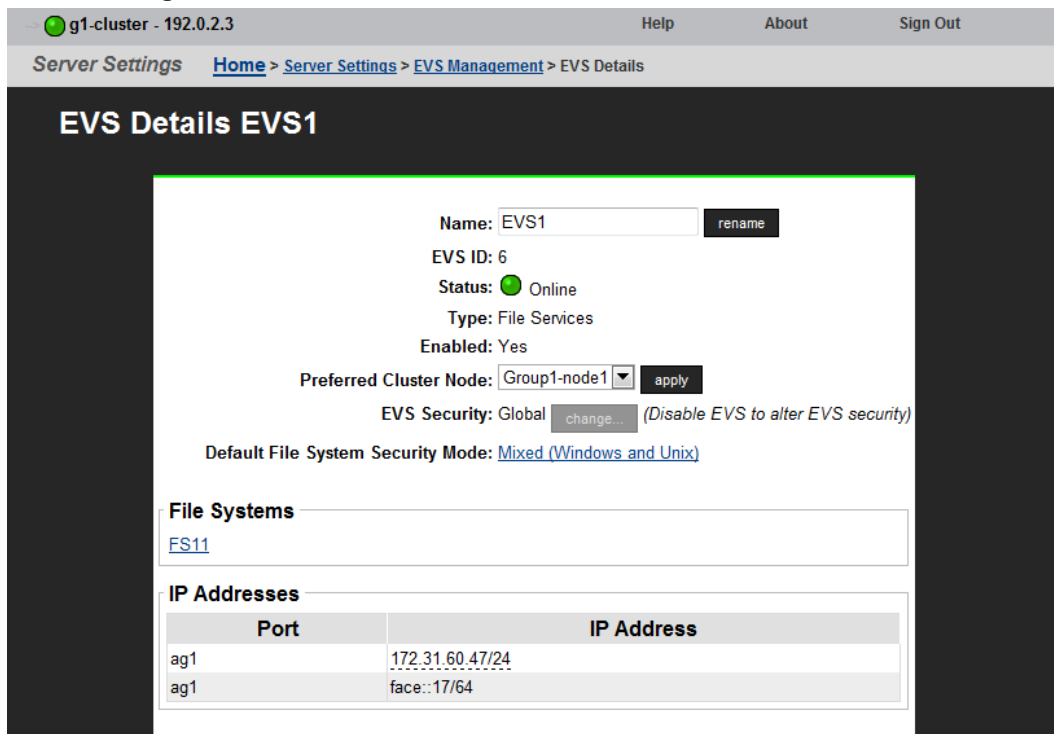 g1-cluster - 192.0.2.3 Help About Sign Out
Server Settings Home > Server Settings > EVS Management > EVS Details
EVS Details EVS1
Name: EVS1 rename
EVS ID: 6
Status: Online
Type: File Services
Enabled: Yes
Preferred Cluster Node: Group1-node1 apply
EVS Security: Global change... (Disable EVS to alter EVS security)
Default File System Security Mode: Mixed (Windows and Unix)
File Systems
FS11
IP Addresses
Port IP Address
ag1 172.31.60.47/24
ag1 face::17/64